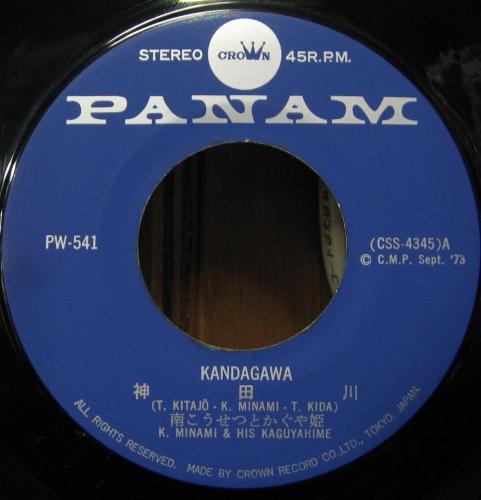 STEREO CROWN 45R.P.M.
PANAM
PW-541
(CSS-4345)A
© C.M.P. Sept. '73
KANDAGAWA
神田川
(T. KITAJŌ - K. MINAMI - T. KIDA)
南こうせつとかぐや姫
K. MINAMI & HIS KAGUYAHIME
ALL RIGHTS RESERVED. MADE BY CROWN RECORD CO.,LTD., TOKYO, JAPAN.